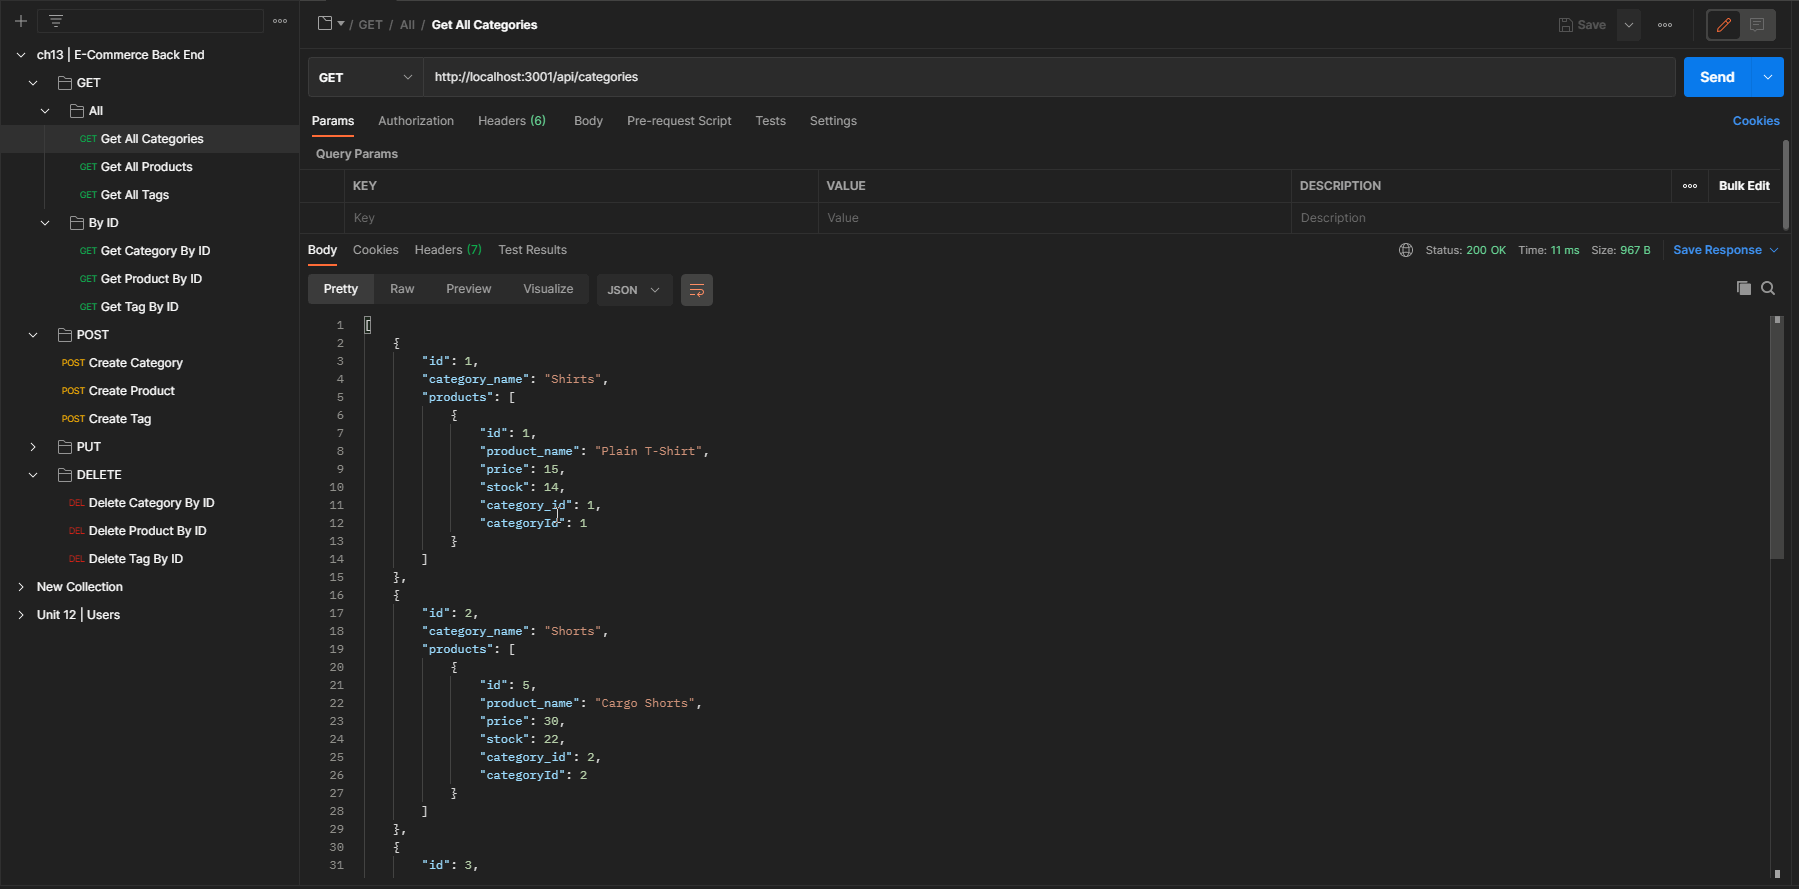 ch13 | E-Commerce Back End
GET
All
GET Get All Categories
GET Get All Products
GET Get All Tags
By ID
GET Get Category By ID
GET Get Product By ID
GET Get Tag By ID
POST
POST Create Category
POST Create Product
POST Create Tag
PUT
DELETE
DEL Delete Category By ID
DEL Delete Product By ID
DEL Delete Tag By ID
New Collection
Unit 12 | Users
/ GET / All / Get All Categories
Save
GET http://localhost:3001/api/categories
Send
Params Authorization Headers (6) Body Pre-request Script Tests Settings Cookies
Query Params
KEY VALUE DESCRIPTION Bulk Edit
Key Value Description
Body Cookies Headers (7) Test Results Status: 200 OK Time: 11 ms Size: 967 B Save Response
Pretty Raw Preview Visualize JSON
1 [
2 {
3 "id": 1,
4 "category_name": "Shirts",
5 "products": [
6 {
7 "id": 1,
8 "product_name": "Plain T-Shirt",
9 "price": 15,
10 "stock": 14,
11 "category_id": 1,
12 "categoryId": 1
13 }
14 ]
15 },
16 {
17 "id": 2,
18 "category_name": "Shorts",
19 "products": [
20 {
21 "id": 5,
22 "product_name": "Cargo Shorts",
23 "price": 30,
24 "stock": 22,
25 "category_id": 2,
26 "categoryId": 2
27 }
28 ]
29 },
30 {
31 "id": 3,